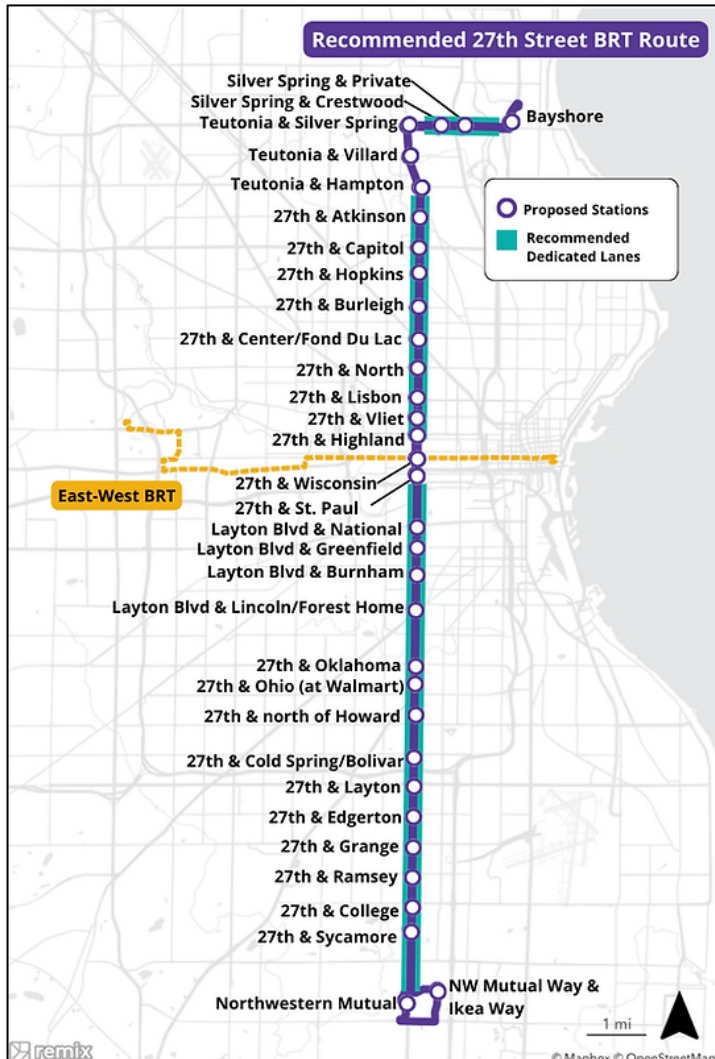 Recommended 27th Street BRT Route
Silver Spring & Private
Silver Spring & Crestwood
Teutonia & Silver Spring
Bayshore
Teutonia & Villard
Teutonia & Hampton
Proposed Stations
Recommended
Dedicated Lanes
27th & Atkinson
27th & Capitol
27th & Hopkins
27th & Burleigh
27th & Center/Fond Du Lac
27th & North
27th & Lisbon
27th & Vliet
27th & Highland
27th & Wisconsin
East-West BRT
27th & St. Paul
Layton Blvd & National
Layton Blvd & Greenfield
Layton Blvd & Burnham
Layton Blvd & Lincoln/Forest Home
27th & Oklahoma
27th & Ohio (at Walmart)
27th & north of Howard
27th & Cold Spring/Bolivar
27th & Layton
27th & Edgerton
27th & Grange
27th & Ramsey
27th & College
27th & Sycamore
NW Mutual Way &
Ikea Way
Northwestern Mutual
1 mi
remix
© Mapbox © OpenStreetMap